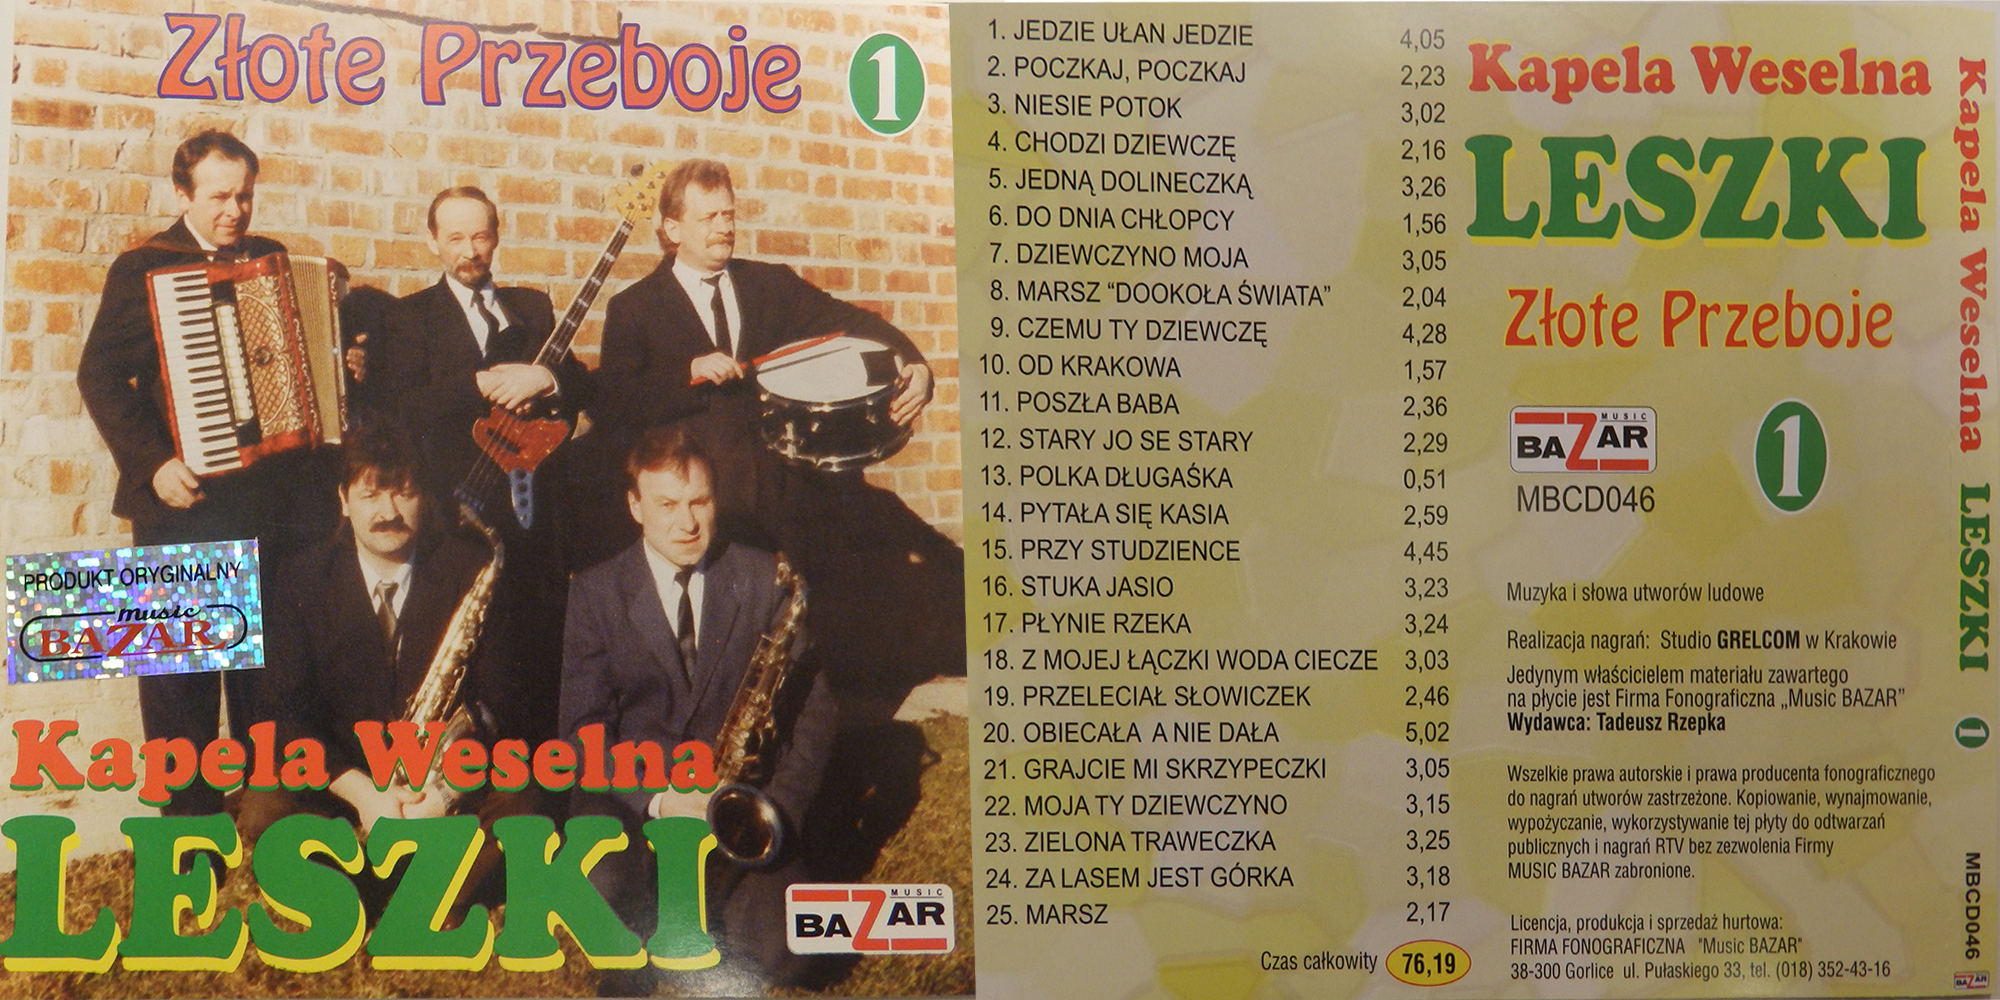 Złote Przeboje 1
PRODUKT ORYGINALNY
music
BAZAR
Kapela Weselna
LESZKI
MUSIC
BAZAR
1. JEDZIE UŁAN JEDZIE 4,05
2. POCZKAJ, POCZKAJ 2,23
3. NIESIE POTOK 3,02
4. CHODZI DZIEWCZĘ 2,16
5. JEDNĄ DOLINECZKĄ 3,26
6. DO DNIA CHŁOPCY 1,56
7. DZIEWCZYNO MOJA 3,05
8. MARSZ “DOOKOŁA ŚWIATA” 2,04
9. CZEMU TY DZIEWCZĘ 4,28
10. OD KRAKOWA 1,57
11. POSZŁA BABA 2,36
12. STARY JO SE STARY 2,29
13. POLKA DŁUGAŚKA 0,51
14. PYTAŁA SIĘ KASIA 2,59
15. PRZY STUDZIENCE 4,45
16. STUKA JASIO 3,23
17. PŁYNIE RZEKA 3,24
18. Z MOJEJ ŁĄCZKI WODA CIECZE 3,03
19. PRZELECIAŁ SŁOWICZEK 2,46
20. OBIECAŁA A NIE DAŁA 5,02
21. GRAJCIE MI SKRZYPECZKI 3,05
22. MOJA TY DZIEWCZYNO 3,15
23. ZIELONA TRAWECZKA 3,25
24. ZA LASEM JEST GÓRKA 3,18
25. MARSZ 2,17
Czas całkowity 76,19
Kapela Weselna
LESZKI
Złote Przeboje
MUSIC
BAZAR
MBCD046
1
Muzyka i słowa utworów ludowe
Realizacja nagrań: Studio GRELCOM w Krakowie
Jedynym właścicielem materiału zawartego
na płycie jest Firma Fonograficzna „Music BAZAR”
Wydawca: Tadeusz Rzepka
Wszelkie prawa autorskie i prawa producenta fonograficznego
do nagrań utworów zastrzeżone. Kopiowanie, wynajmowanie,
wypożyczanie, wykorzystywanie tej płyty do odtwarzań
publicznych i nagrań RTV bez zezwolenia Firmy
MUSIC BAZAR zabronione.
Licencja, produkcja i sprzedaż hurtowa:
FIRMA FONOGRAFICZNA "Music BAZAR"
38-300 Gorlice ul. Pułaskiego 33, tel. (018) 352-43-16
Kapela Weselna LESZKI 1 MBCD046
BAZAR